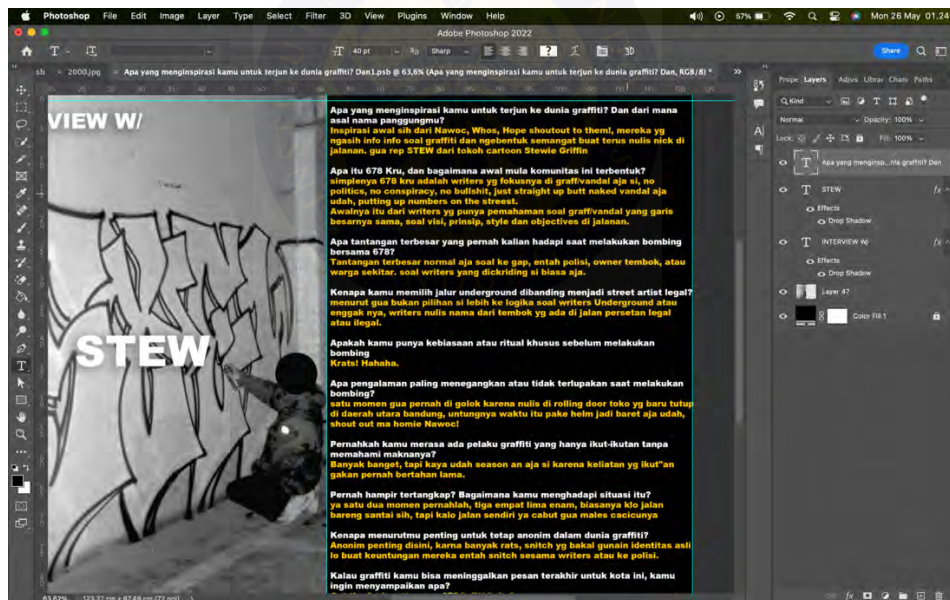 Photoshop File Edit Image Layer Type Select Filter 3D View Plugins Window Help 57% Mon 26 May 01.24
Adobe Photoshop 2022
T 40 pt Sharp 3D Share
sb × 2000.jpg × Apa yang menginspirasi kamu untuk terjun ke dunia graffiti? Dan1.psb @ 63,6% (Apa yang menginspirasi kamu untuk terjun ke dunia graffiti? Dan, RGB/8) *
VIEW W/
STEW
Apa yang menginspirasi kamu untuk terjun ke dunia graffiti? Dan dari mana
asal nama panggungmu?
Inspirasi awal sih dari Nawoc, Whos, Hope shoutout to them!, mereka yg
ngasih info info soal graffiti dan ngebentuk semangat buat terus nulis nick di
jalanan. gua rep STEW dari tokoh cartoon Stewie Griffin
Apa itu 678 Kru, dan bagaimana awal mula komunitas ini terbentuk?
simplenya 678 kru adalah writers yg fokusnya di graff/vandal aja si, no
politics, no conspiracy, no bullshit, just straight up butt naked vandal aja
udah, putting up numbers on the streest.
Awalnya itu dari writers yg punya pemahaman soal graff/vandal yang garis
besarnya sama, soal visi, prinsip, style dan objectives di jalanan.
Apa tantangan terbesar yang pernah kalian hadapi saat melakukan bombing
bersama 678?
Tantangan terbesar normal aja soal ke gap, entah polisi, owner tembok, atau
warga sekitar. soal writers yang dickriding si biasa aja.
Kenapa kamu memilih jalur underground dibanding menjadi street artist legal?
menurut gua bukan pilihan si lebih ke logika soal writers Underground atau
enggak nya, writers nulis nama dari tembok yg ada di jalan persetan legal
atau ilegal.
Apakah kamu punya kebiasaan atau ritual khusus sebelum melakukan
bombing
Krats! Hahaha.
Apa pengalaman paling menegangkan atau tidak terlupakan saat melakukan
bombing?
satu momen gua pernah di golok karena nulis di rolling door toko yg baru tutup
di daerah utara bandung, untungnya waktu itu pake helm jadi baret aja udah,
shout out ma homie Nawoc!
Pernahkah kamu merasa ada pelaku graffiti yang hanya ikut-ikutan tanpa
memahami maknanya?
Banyak banget, tapi kaya udah season an aja si karena keliatan yg ikut"an
gakan pernah bertahan lama.
Pernah hampir tertangkap? Bagaimana kamu menghadapi situasi itu?
ya satu dua momen pernahlah, tiga empat lima enam, biasanya klo jalan
bareng santai sih, tapi kalo jalan sendiri ya cabut gua males cacicunya
Kenapa menurutmu penting untuk tetap anonim dalam dunia graffiti?
Anonim penting disini, karna banyak rats, snitch yg bakal gunain identitas asli
lo buat keuntungan mereka entah snitch sesama writers atau ke polisi.
Kalau graffiti kamu bisa meninggalkan pesan terakhir untuk kota ini, kamu
ingin menyampaikan apa?
Prope Layers Adjus Librar Chann Paths
Kind
Normal Opacity: 100%
Lock: Fill: 100%
T Apa yang menginsp...nia graffiti? Dan
T STEW fx
Effects
Drop Shadow
T INTERVIEW W/ fx
Effects
Drop Shadow
Layer 47
Color Fill 1
63,62% 129,37 cm × 67,49 cm (72 ppi)